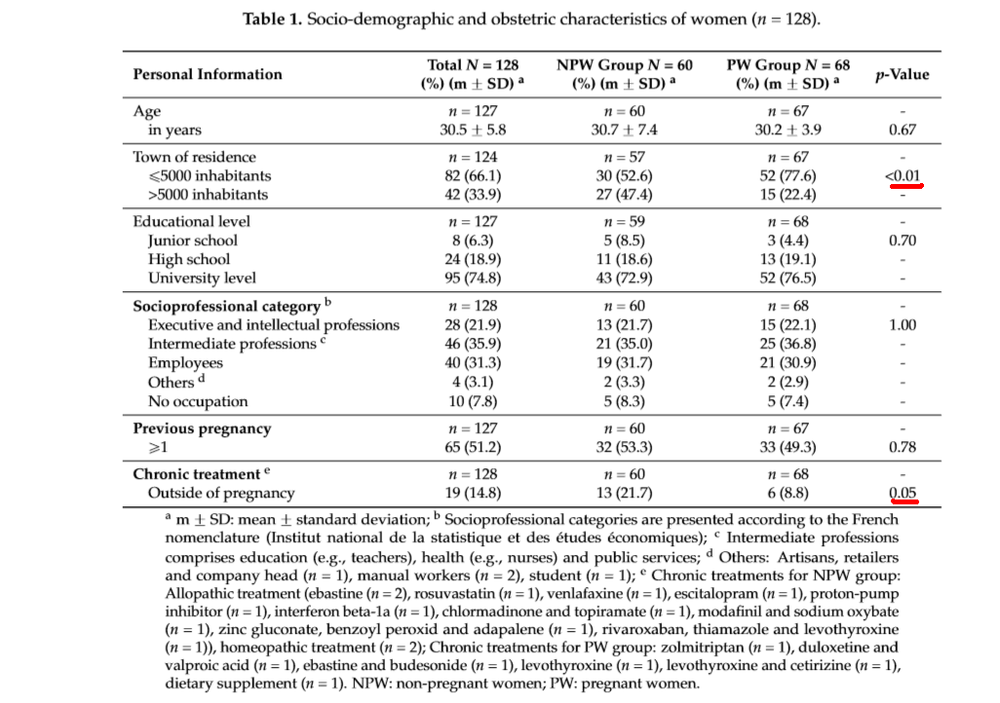 Table 1. Socio-demographic and obstetric characteristics of women (n = 128).
Personal Information Total N = 128 (%) (m ± SD) a NPW Group N = 60 (%) (m ± SD) a PW Group N = 68 (%) (m ± SD) a p-Value
Age n = 127 n = 60 n = 67 -
in years 30.5 ± 5.8 30.7 ± 7.4 30.2 ± 3.9 0.67
Town of residence n = 124 n = 57 n = 67 -
⩽5000 inhabitants 82 (66.1) 30 (52.6) 52 (77.6) <0.01
>5000 inhabitants 42 (33.9) 27 (47.4) 15 (22.4) -
Educational level n = 127 n = 59 n = 68 -
Junior school 8 (6.3) 5 (8.5) 3 (4.4) 0.70
High school 24 (18.9) 11 (18.6) 13 (19.1) -
University level 95 (74.8) 43 (72.9) 52 (76.5) -
Socioprofessional category b n = 128 n = 60 n = 68 -
Executive and intellectual professions 28 (21.9) 13 (21.7) 15 (22.1) 1.00
Intermediate professions c 46 (35.9) 21 (35.0) 25 (36.8) -
Employees 40 (31.3) 19 (31.7) 21 (30.9) -
Others d 4 (3.1) 2 (3.3) 2 (2.9) -
No occupation 10 (7.8) 5 (8.3) 5 (7.4) -
Previous pregnancy n = 127 n = 60 n = 67 -
⩾1 65 (51.2) 32 (53.3) 33 (49.3) 0.78
Chronic treatment e n = 128 n = 60 n = 68 -
Outside of pregnancy 19 (14.8) 13 (21.7) 6 (8.8) 0.05
a m ± SD: mean ± standard deviation; b Socioprofessional categories are presented according to the French
nomenclature (Institut national de la statistique et des études économiques); c Intermediate professions
comprises education (e.g., teachers), health (e.g., nurses) and public services; d Others: Artisans, retailers
and company head (n = 1), manual workers (n = 2), student (n = 1); e Chronic treatments for NPW group:
Allopathic treatment (ebastine (n = 2), rosuvastatin (n = 1), venlafaxine (n = 1), escitalopram (n = 1), proton-pump
inhibitor (n = 1), interferon beta-1a (n = 1), chlormadinone and topiramate (n = 1), modafinil and sodium oxybate
(n = 1), zinc gluconate, benzoyl peroxid and adapalene (n = 1), rivaroxaban, thiamazole and levothyroxine
(n = 1)), homeopathic treatment (n = 2); Chronic treatments for PW group: zolmitriptan (n = 1), duloxetine and
valproic acid (n = 1), ebastine and budesonide (n = 1), levothyroxine (n = 1), levothyroxine and cetirizine (n = 1),
dietary supplement (n = 1). NPW: non-pregnant women; PW: pregnant women.